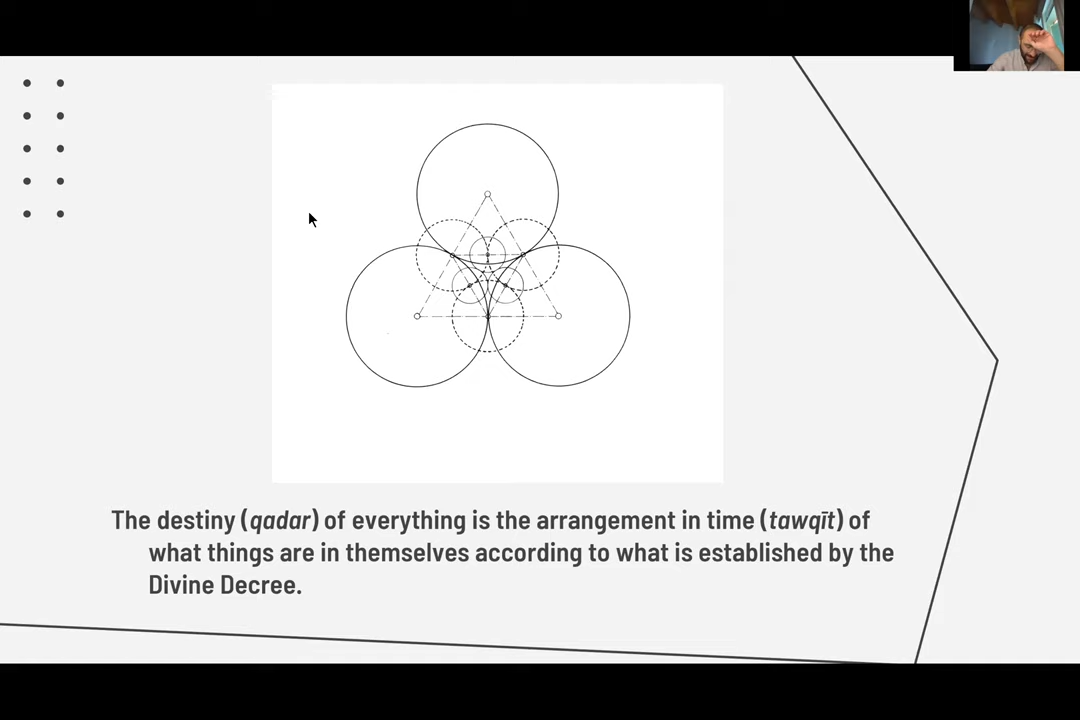 The destiny (qadar) of everything is the arrangement in time (tawqīt) of
what things are in themselves according to what is established by the
Divine Decree.